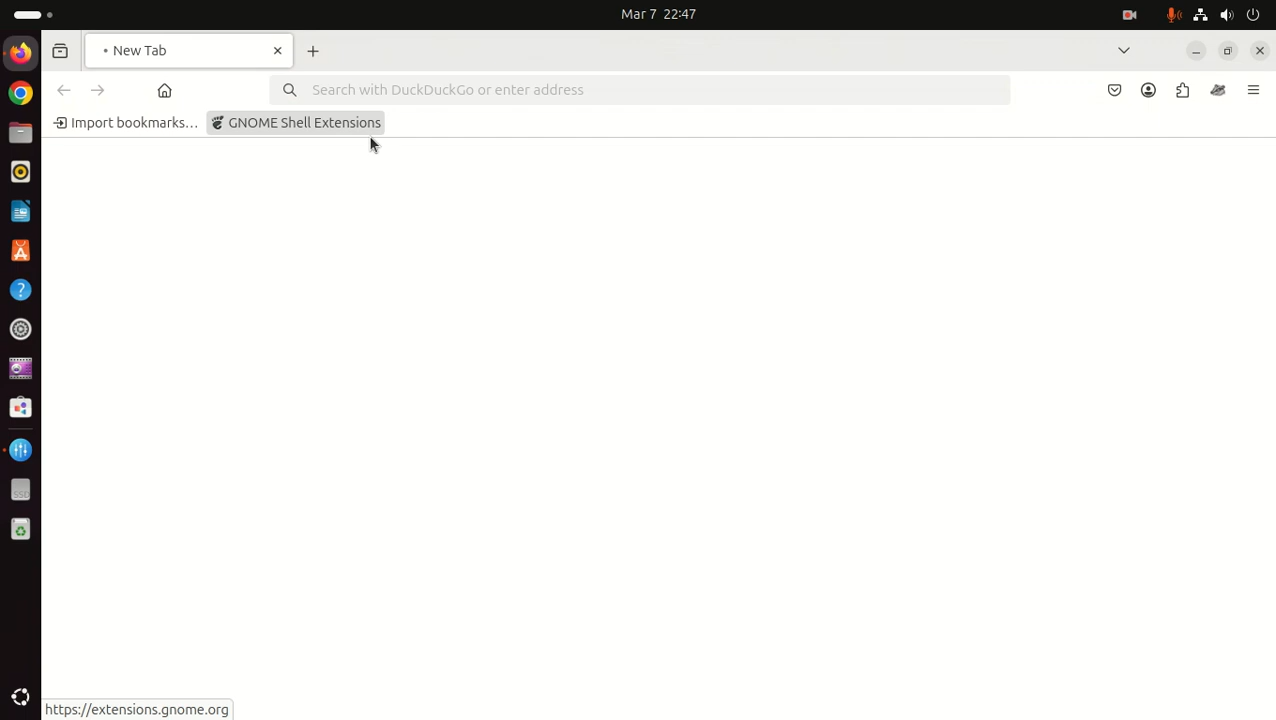 Mar 7 22:47
New Tab
Search with DuckDuckGo or enter address
Import bookmarks…
GNOME Shell Extensions
SSD
https://extensions.gnome.org